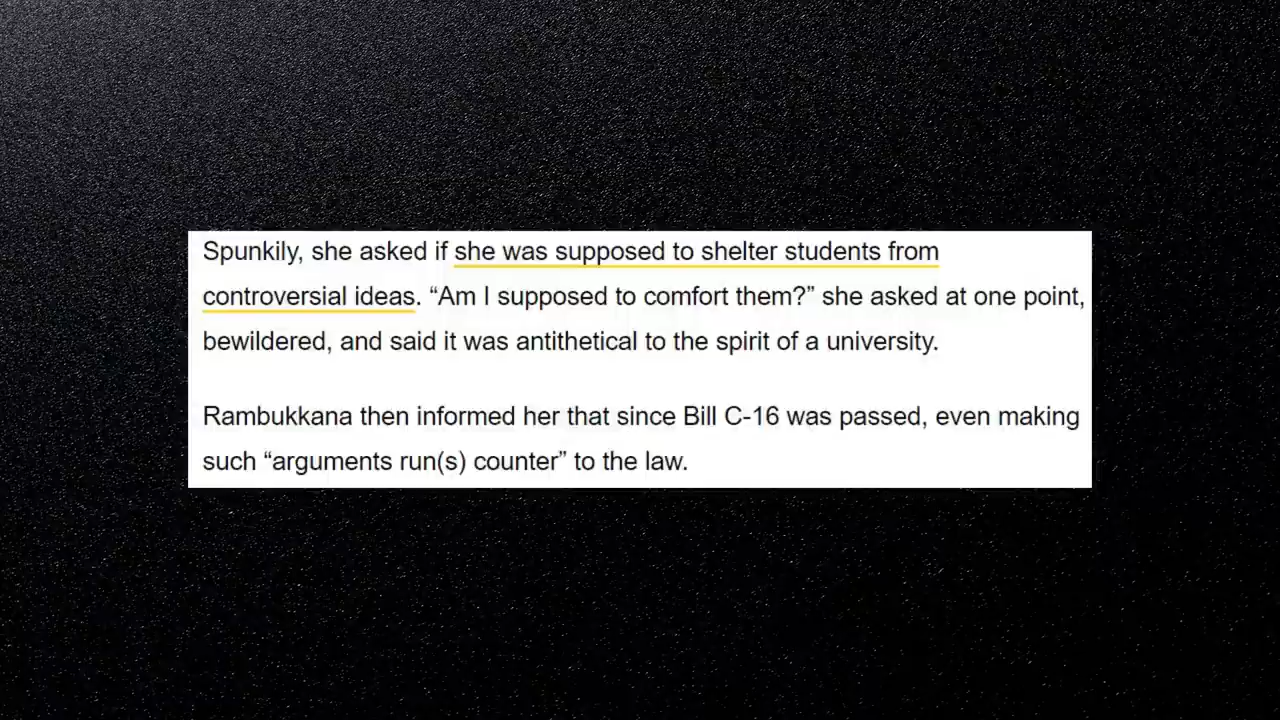 Spunkily, she asked if she was supposed to shelter students from
controversial ideas. “Am I supposed to comfort them?” she asked at one point,
bewildered, and said it was antithetical to the spirit of a university.
Rambukkana then informed her that since Bill C-16 was passed, even making
such “arguments run(s) counter” to the law.